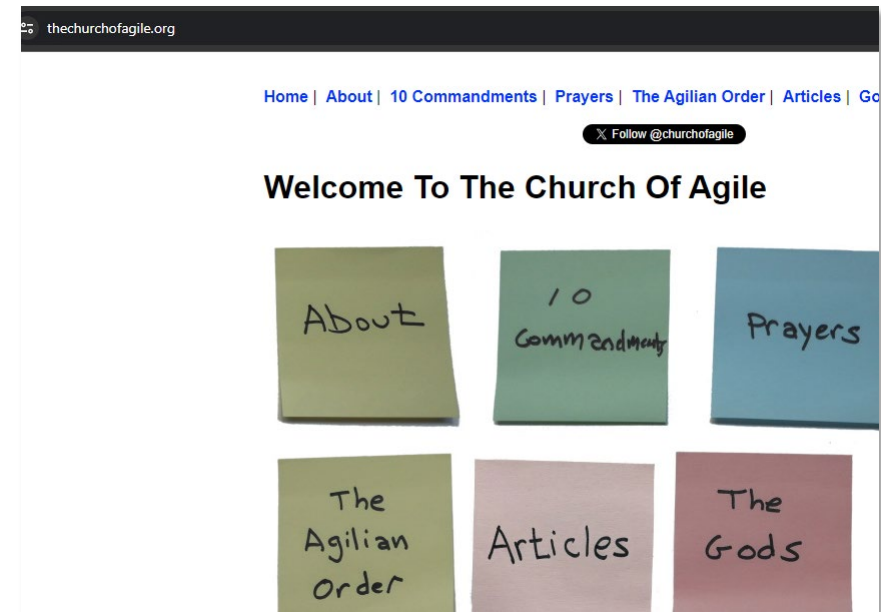 thechurchofagile.org
Home | About | 10 Commandments | Prayers | The Agilian Order | Articles | Go
X Follow @churchofagile
Welcome To The Church Of Agile
About
10
Commandments
Prayers
The
Agilian
Order
Articles
The
Gods